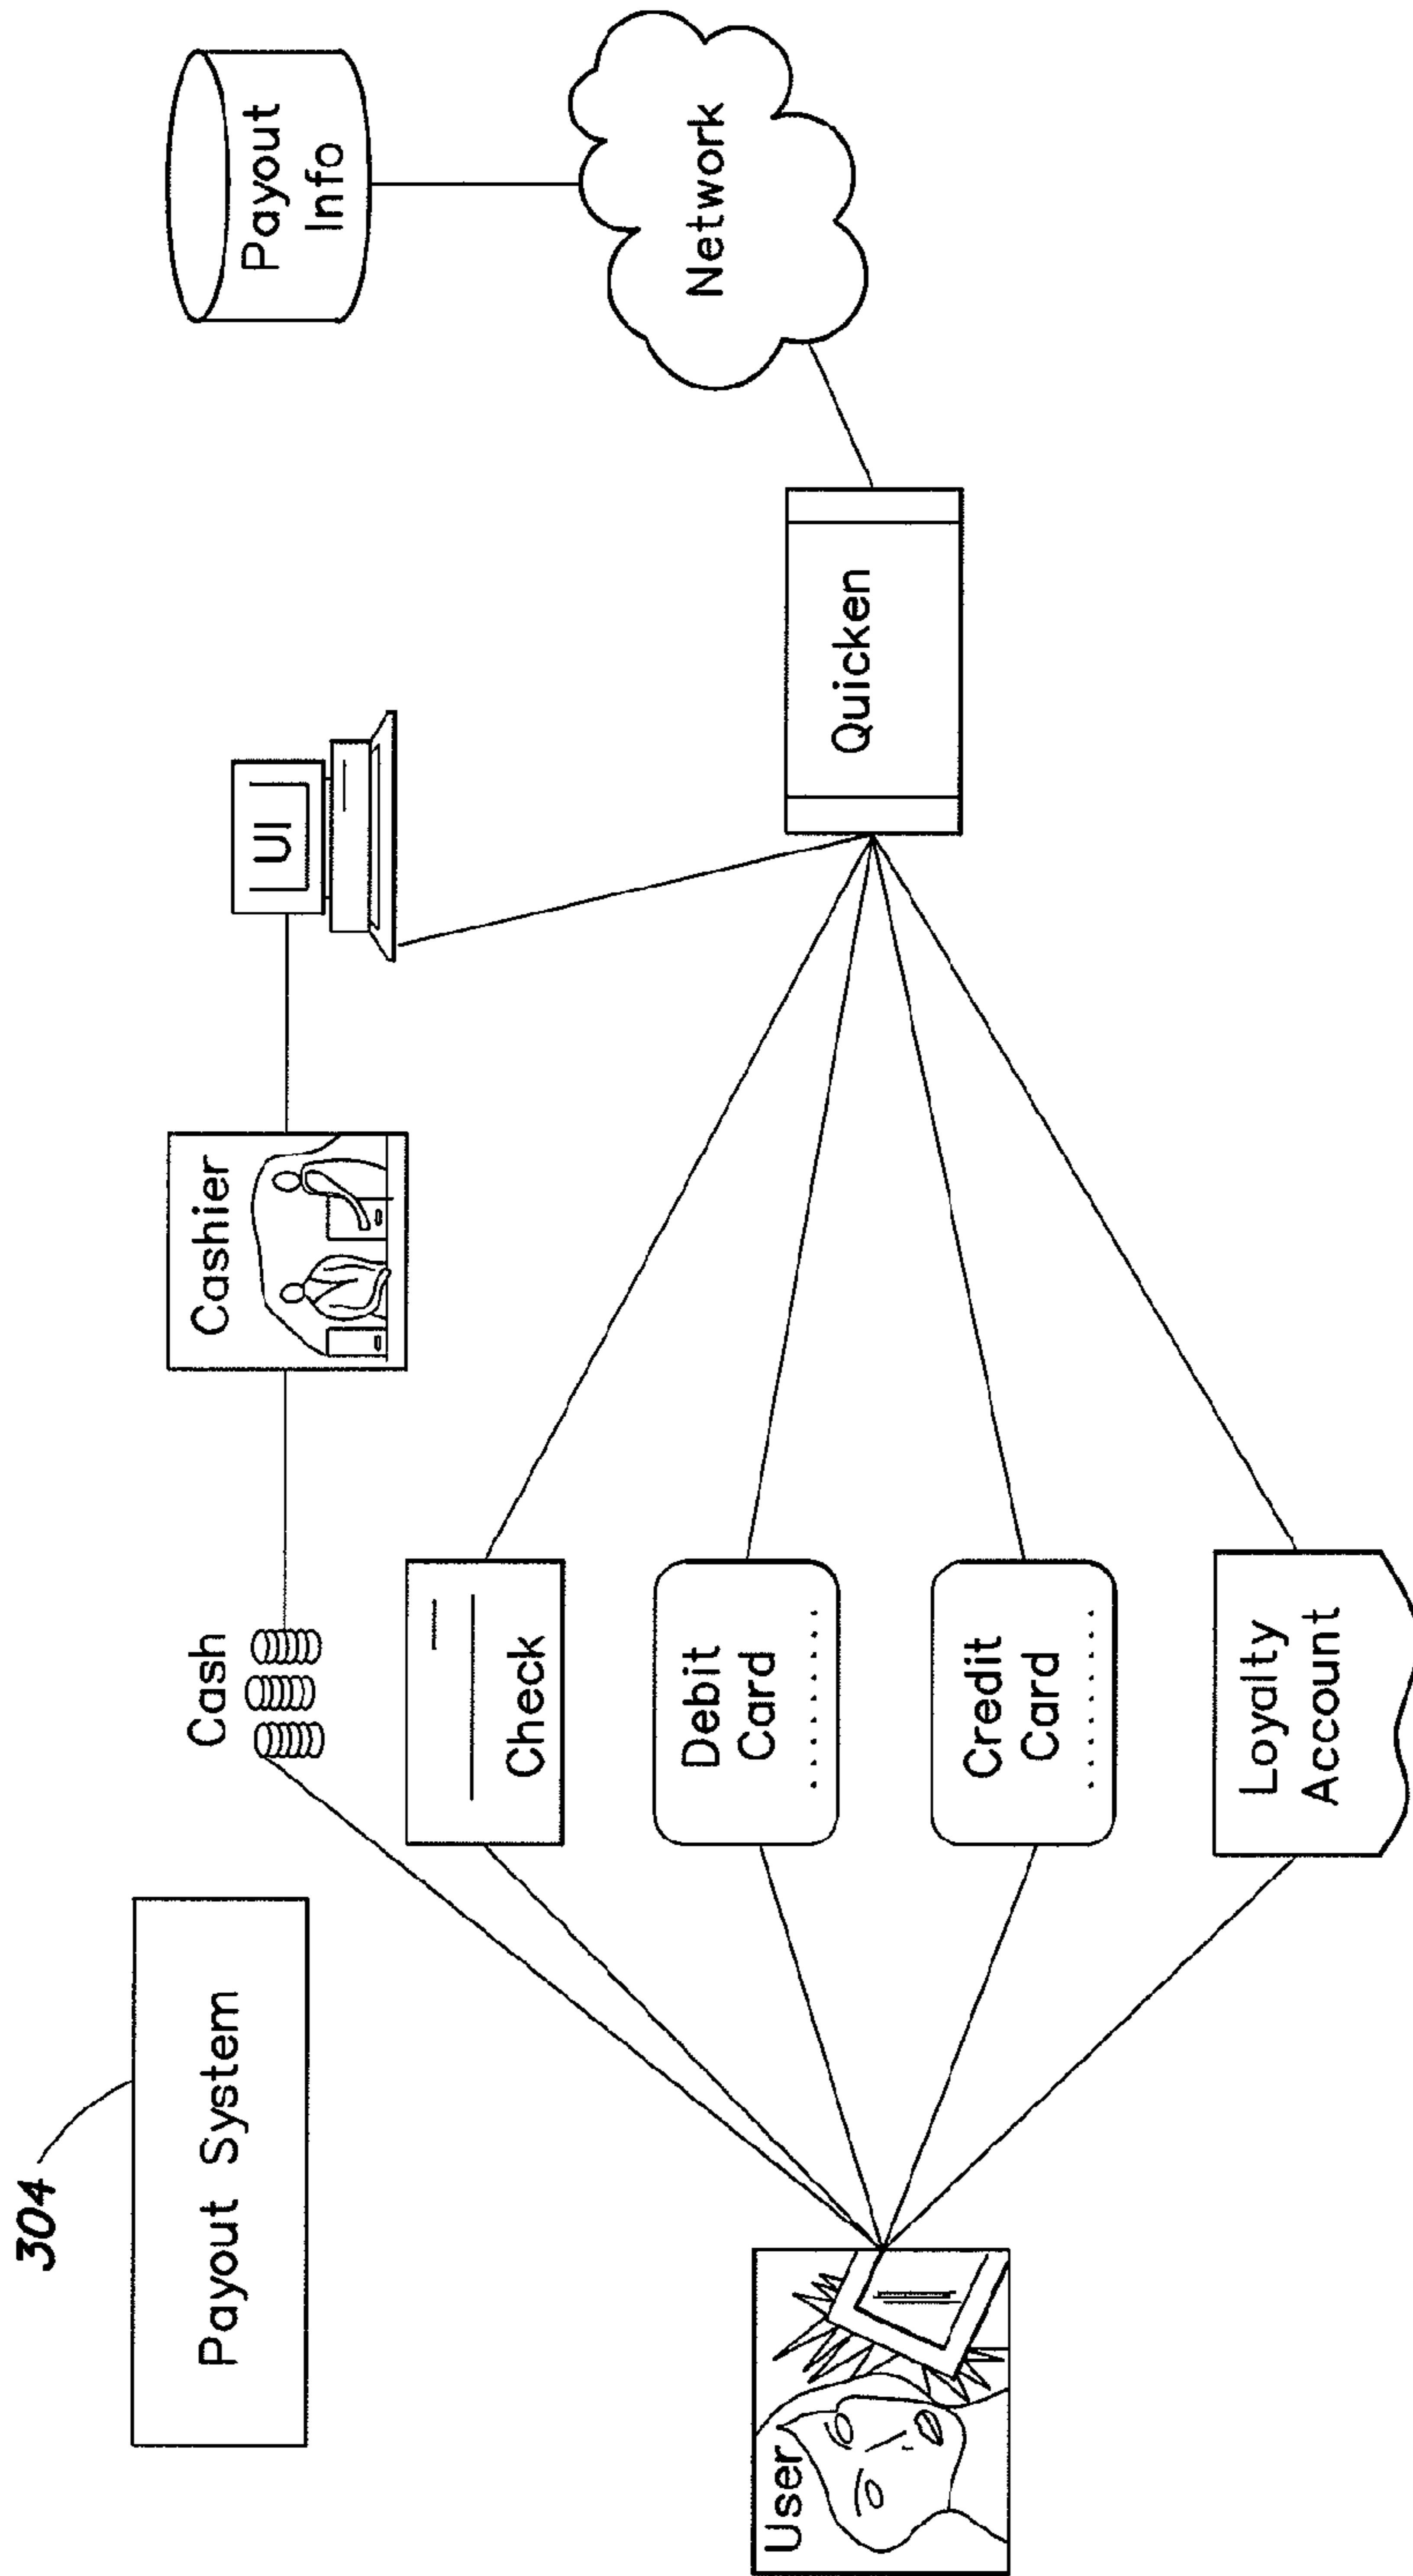 304
Payout System
Cash
Cashier
UI
Payout
Info
Check
User
Debit
Card
Quicken
Network
Credit
Card
Loyalty
Account